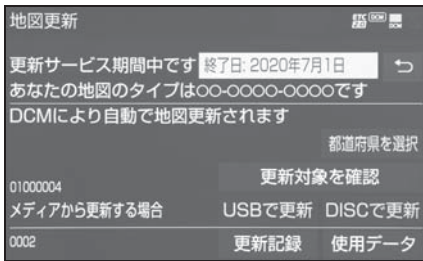 地図更新
更新サービス期間中です 終了日: 2020年7月1日
あなたの地図のタイプは○○-○○○○-○○○○です
DCMにより自動で地図更新されます
都道府県を選択
更新対象を確認
01000004
メディアから更新する場合 USBで更新 DISCで更新
0002 更新記録 使用データ